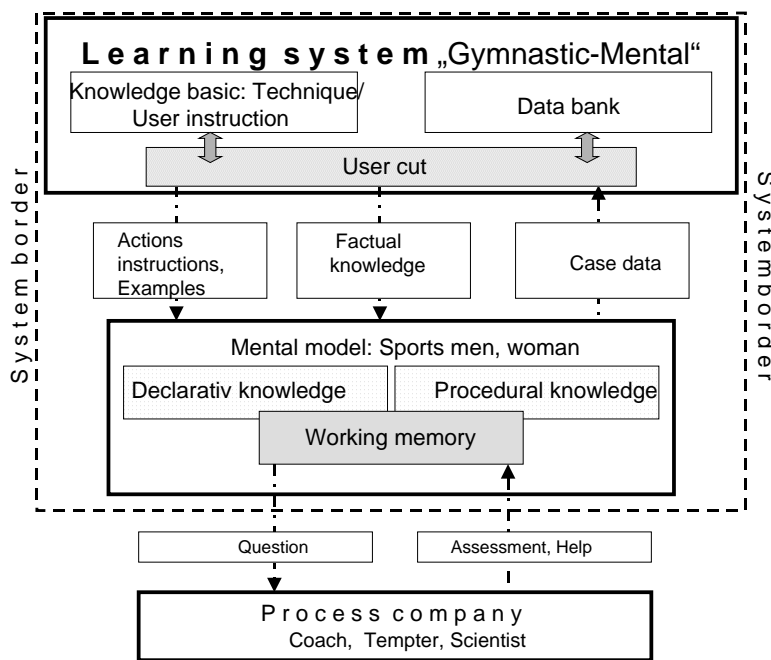 Learning system „Gymnastic-Mental“
Knowledge basic: Technique/
User instruction
Data bank
User cut
System border
Systemborder
Actions
instructions,
Examples
Factual
knowledge
Case data
Mental model: Sports men, woman
Declarativ knowledge
Procedural knowledge
Working memory
Question
Assessment, Help
Process company
Coach, Tempter, Scientist